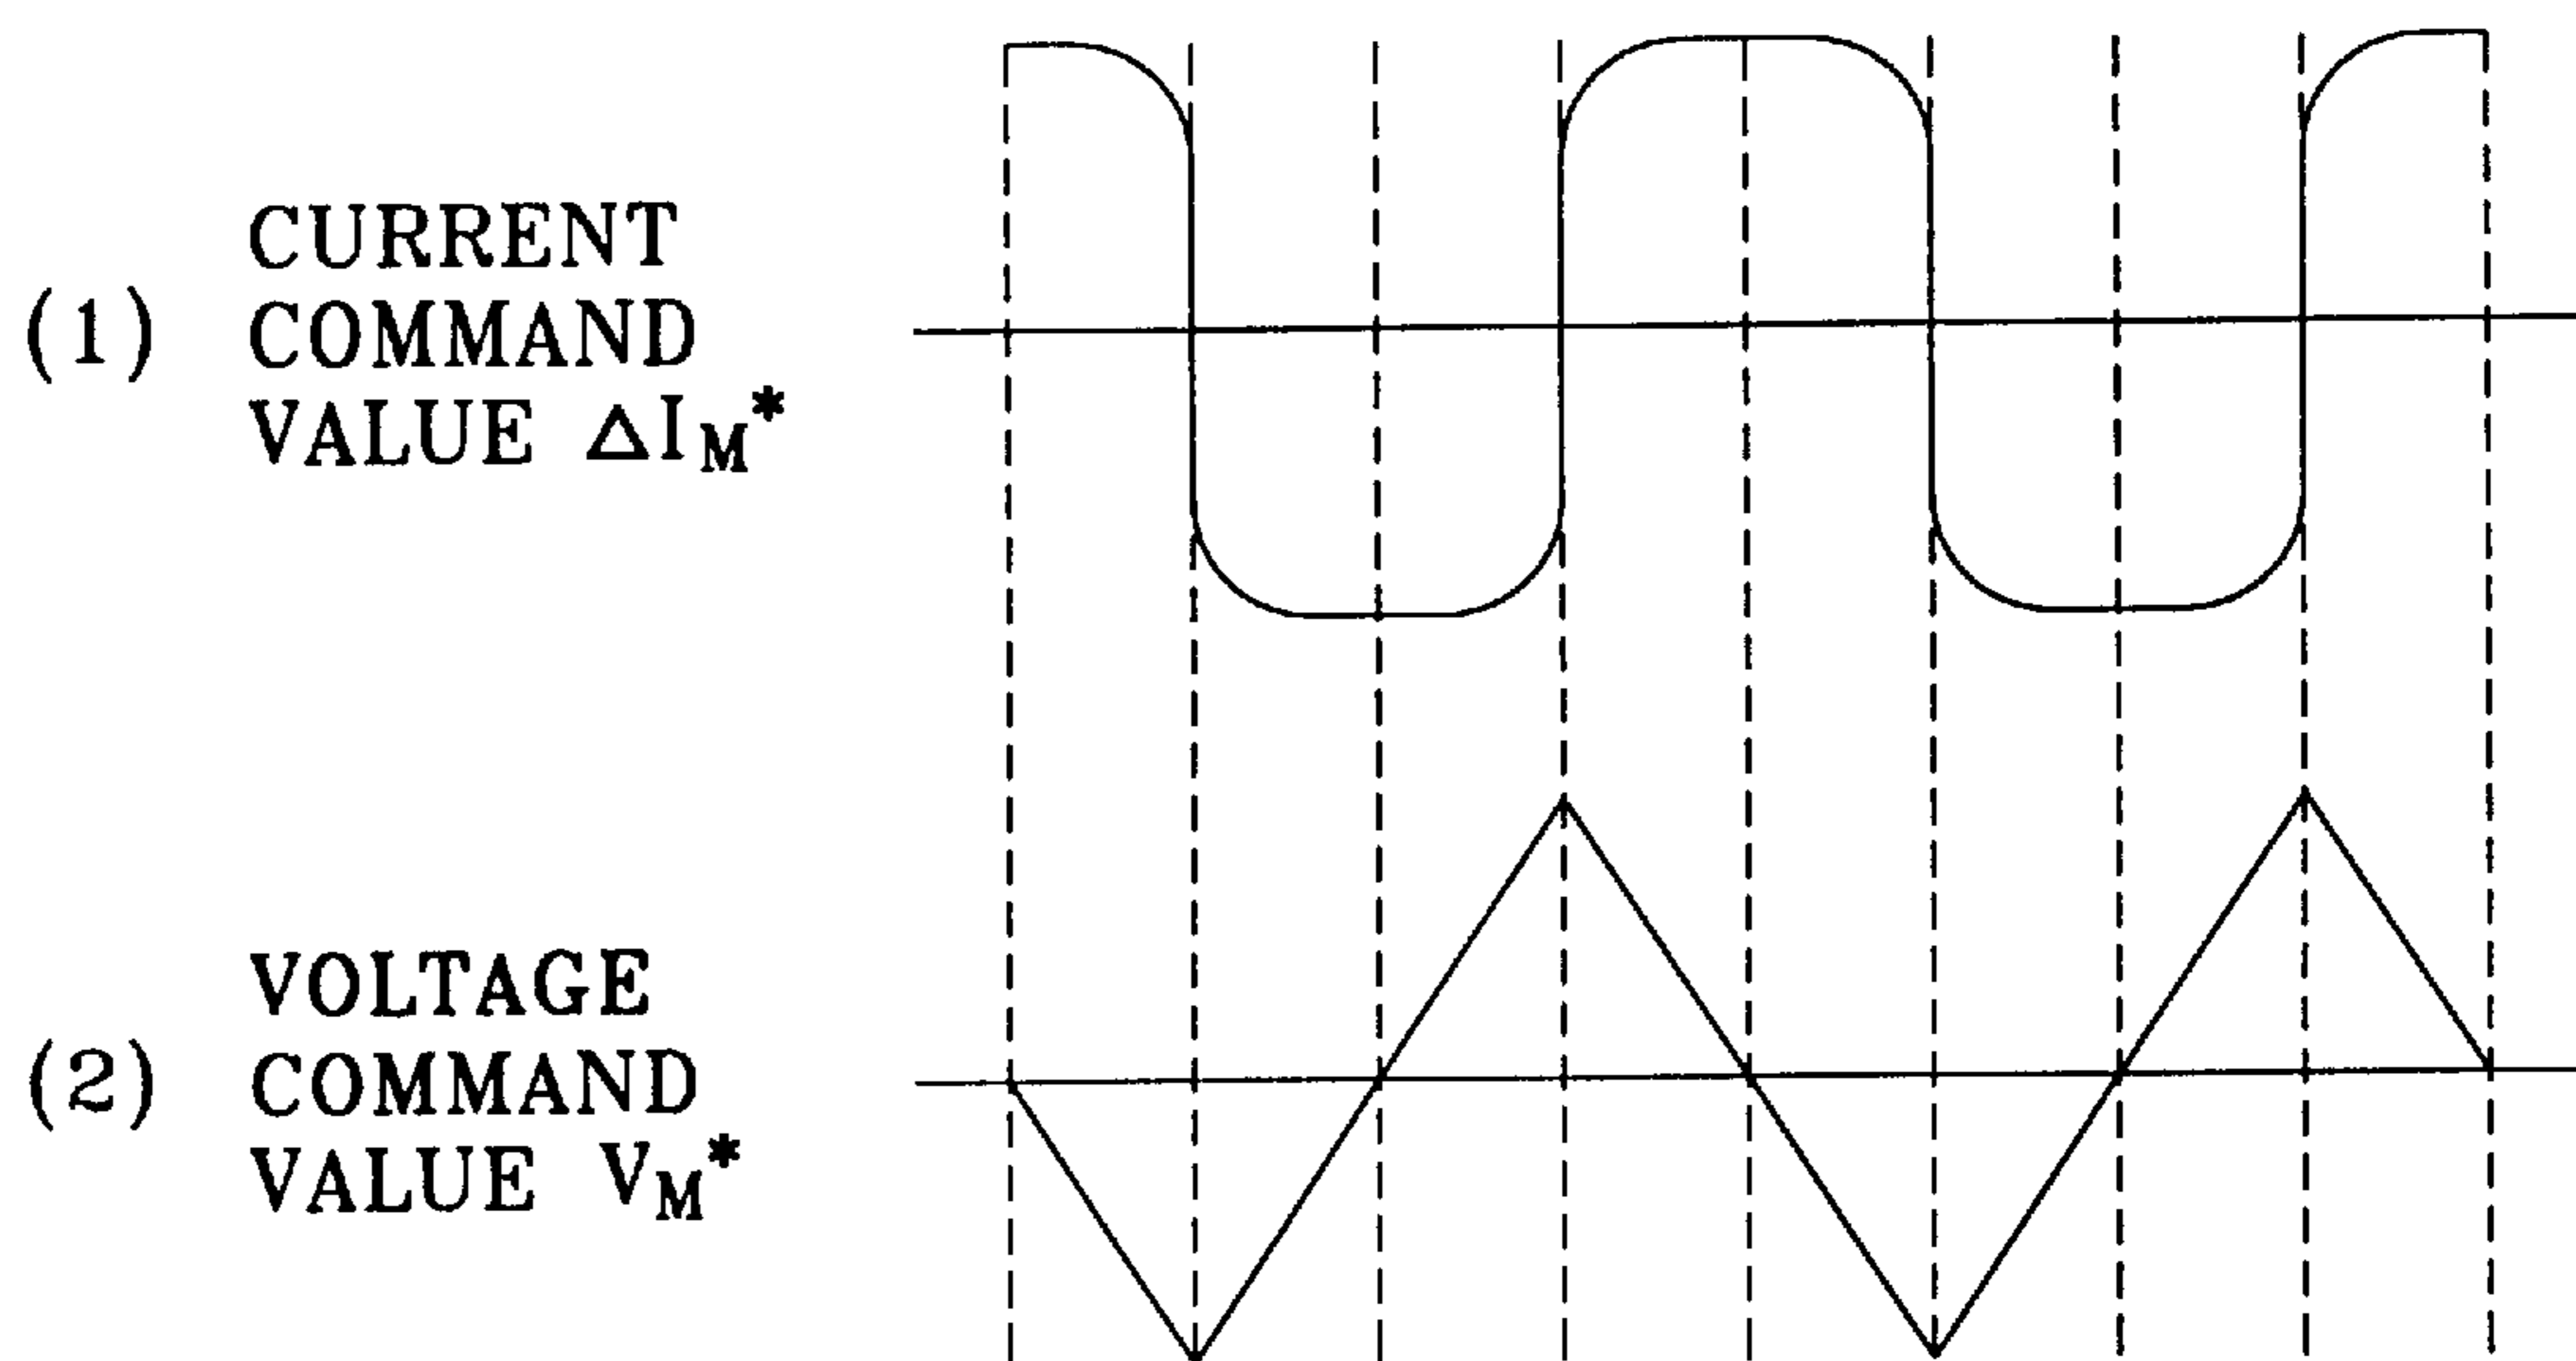 CURRENT
(1) COMMAND
VALUE ΔI_M*
VOLTAGE
(2) COMMAND
VALUE V_M*